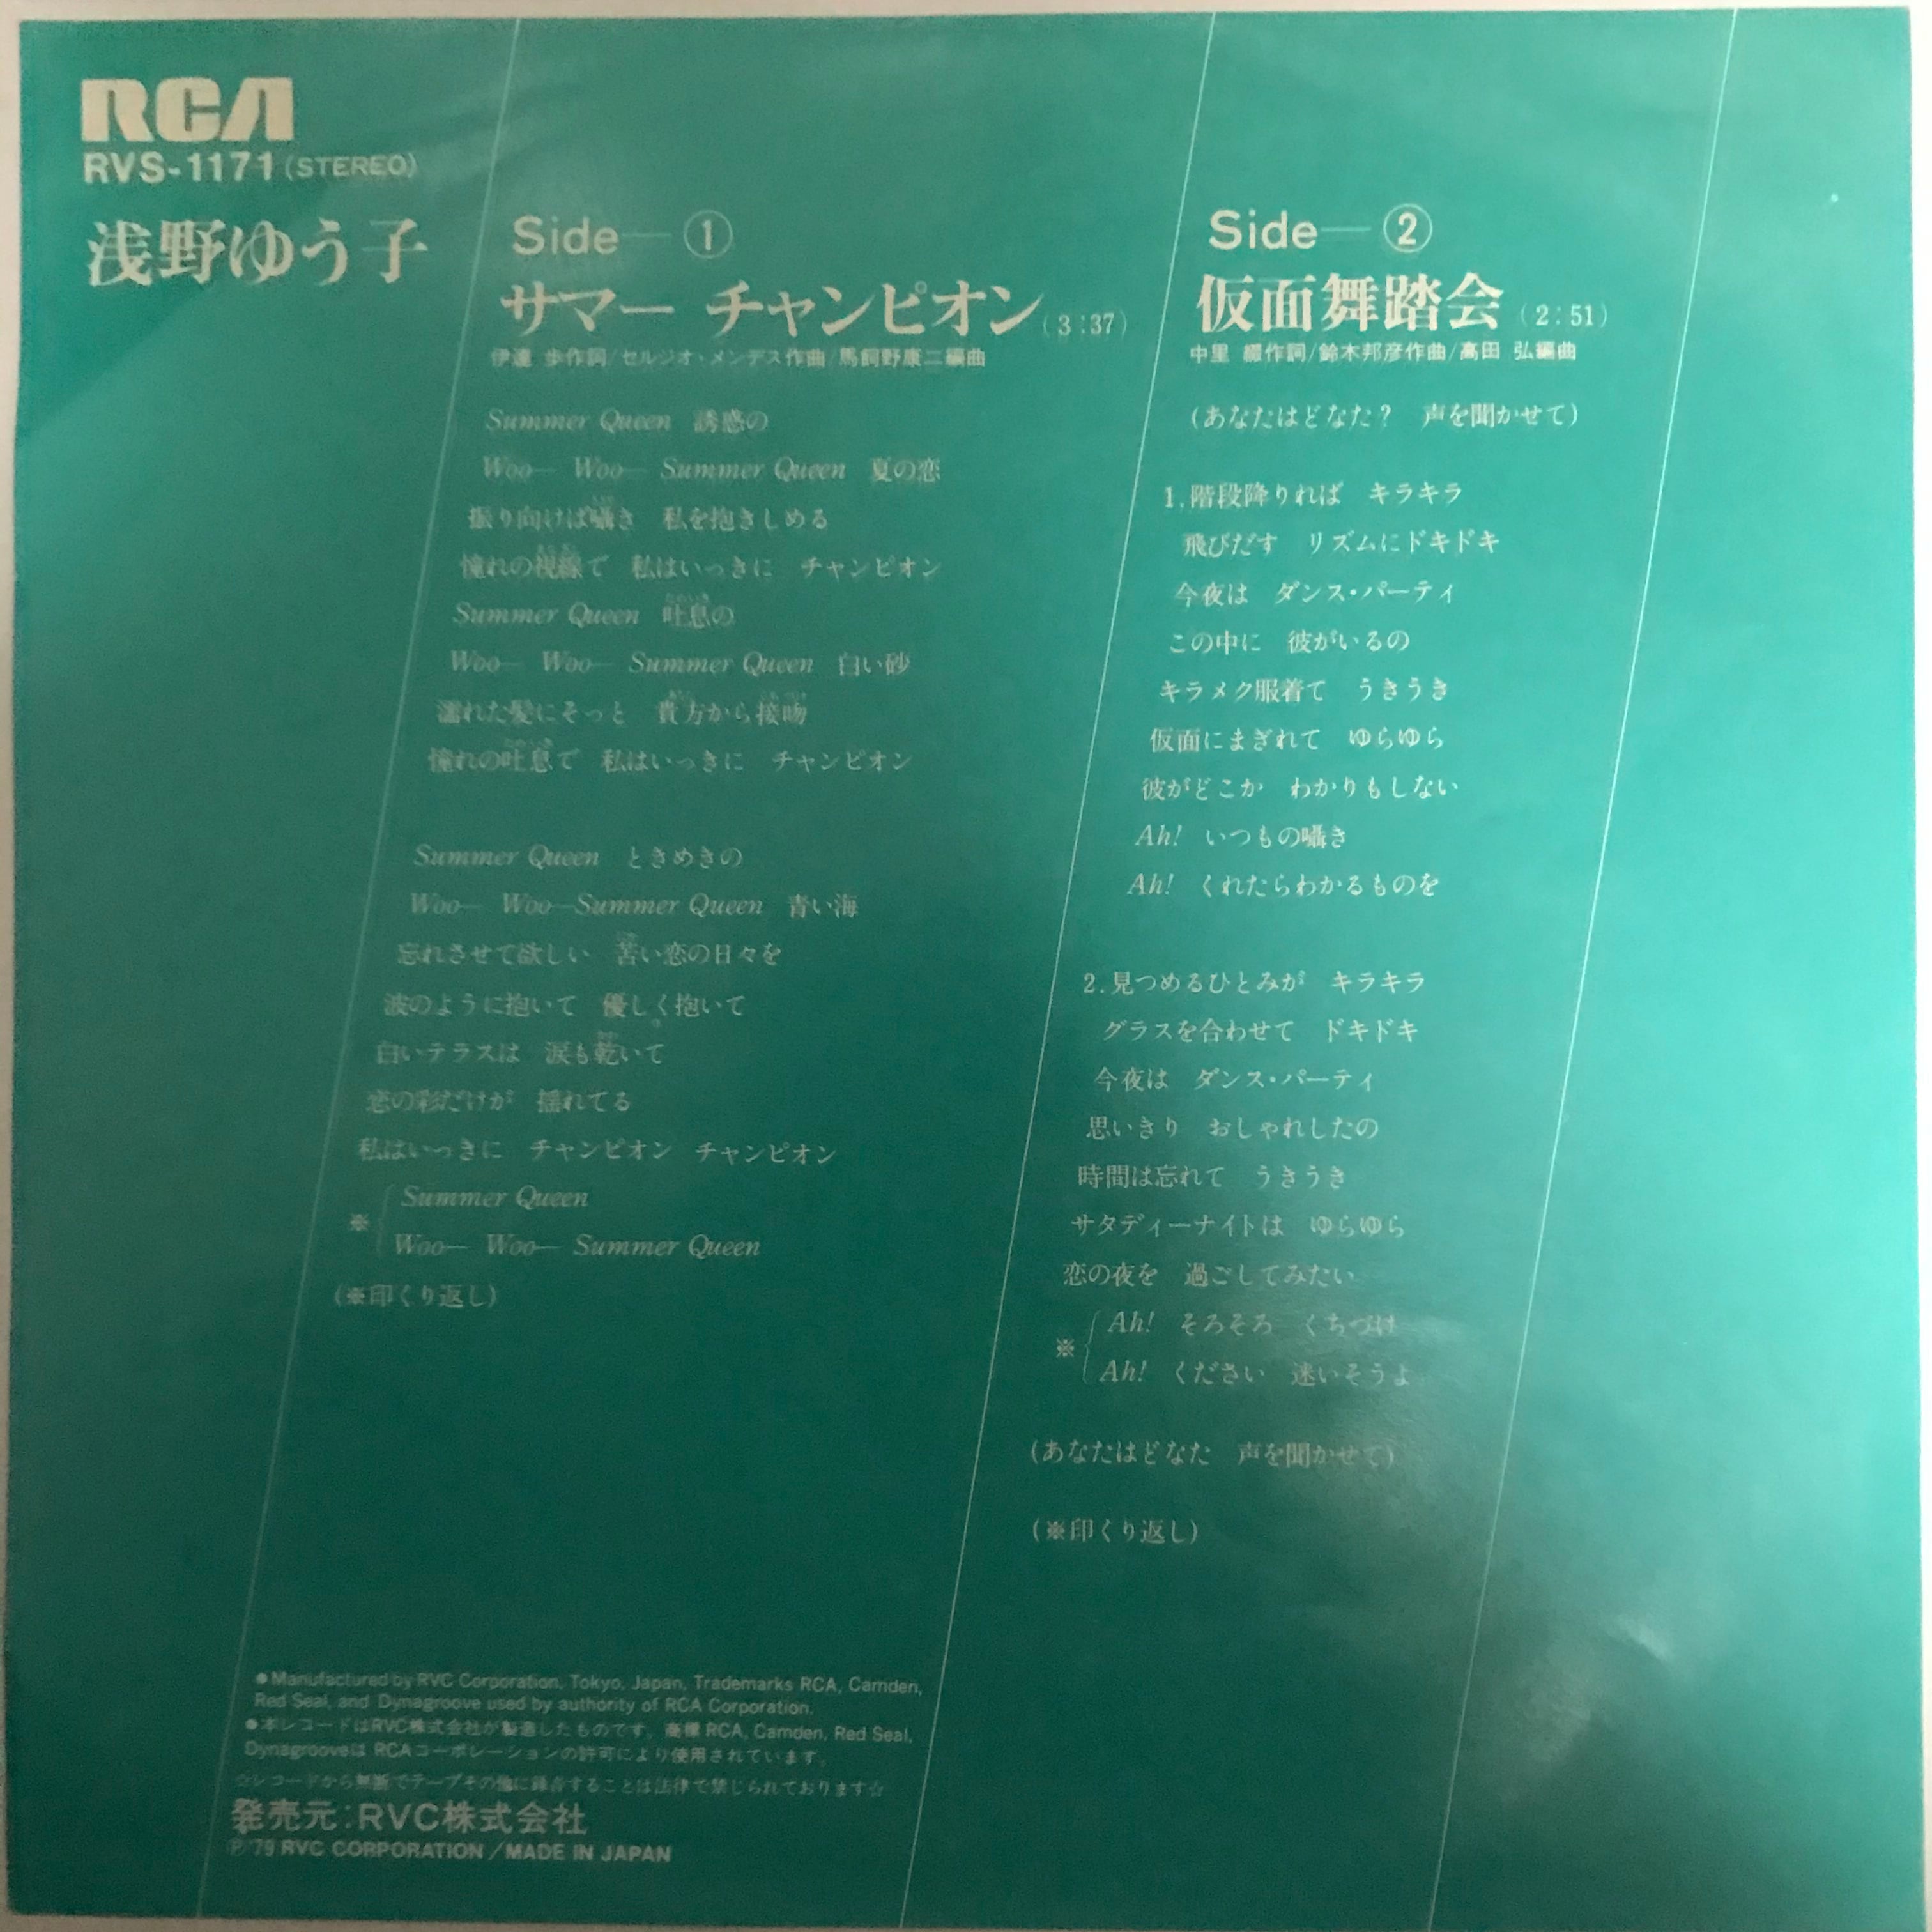 RCA
RVS-1171(STEREO)
浅野ゆう子
Side—①
サマー チャンピオン(3:37)
伊達 歩作詞/セルジオ・メンデス作曲/馬飼野康二編曲
Summer Queen 誘惑の
Woo— Woo— Summer Queen 夏の恋
振り向けば囁き 私を抱きしめる
憧れの視線で 私はいっきに チャンピオン
Summer Queen 吐息の
Woo— Woo— Summer Queen 白い砂
濡れた髪にそっと 貴方から接吻
憧れの吐息で 私はいっきに チャンピオン
Summer Queen ときめきの
Woo— Woo—Summer Queen 青い海
忘れさせて欲しい 苦い恋の日々を
波のように抱いて 優しく抱いて
白いテラスは 涙も乾いて
恋の彩だけが 揺れてる
私はいっきに チャンピオン チャンピオン
※ Summer Queen
Woo— Woo— Summer Queen
(※印くり返し)
Side—②
仮面舞踏会(2:51)
中里 綴作詞/鈴木邦彦作曲/高田 弘編曲
(あなたはどなた? 声を聞かせて)
1.階段降りれば キラキラ
飛びだす リズムにドキドキ
今夜は ダンス・パーティ
この中に 彼がいるの
キラメク服着て うきうき
仮面にまぎれて ゆらゆら
彼がどこか わかりもしない
Ah! いつもの囁き
Ah! くれたらわかるものを
2.見つめるひとみが キラキラ
グラスを合わせて ドキドキ
今夜は ダンス・パーティ
思いきり おしゃれしたの
時間は忘れて うきうき
サタディーナイトは ゆらゆら
恋の夜を 過ごしてみたい
※ Ah! そろそろ くちづけ
Ah! ください 迷いそうよ
(あなたはどなた 声を聞かせて)
(※印くり返し)
●Manufactured by RVC Corporation, Tokyo, Japan, Trademarks RCA, Camden,
Red Seal, and Dynagroove used by authority of RCA Corporation.
●本レコードはRVC株式会社が製造したものです。商標 RCA, Camden, Red Seal,
Dynagrooveは RCAコーポレーションの許可により使用されています。
☆レコードから無断でテープその他に録音することは法律で禁じられております☆
発売元:RVC株式会社
Ⓟ'79 RVC CORPORATION/MADE IN JAPAN